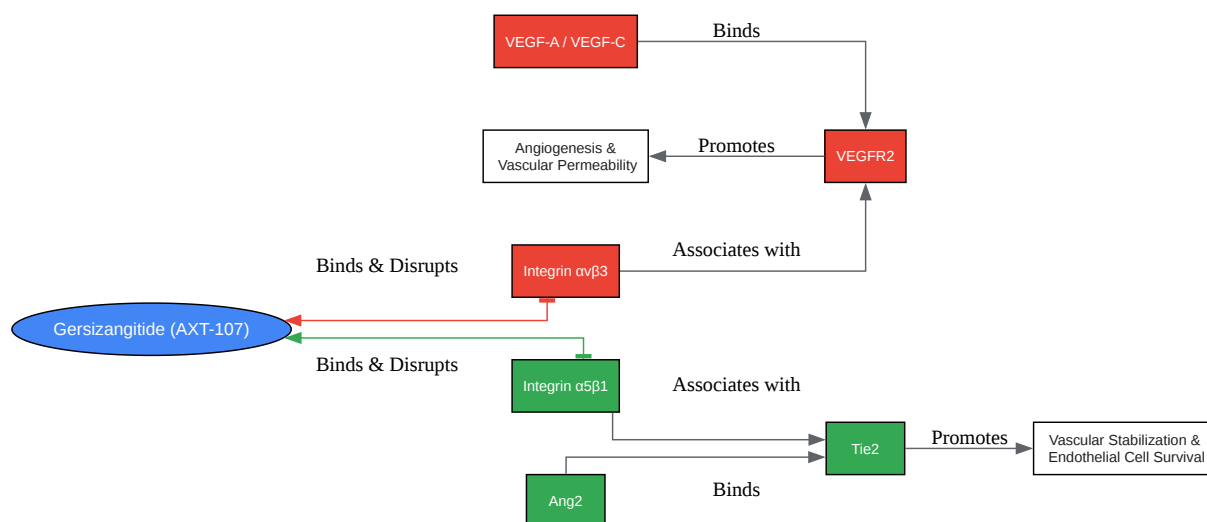 VEGF-A / VEGF-C
Binds
Angiogenesis &
Vascular Permeability
Promotes
VEGFR2
Binds & Disrupts
Integrin αvβ3
Associates with
Gersizangitide (AXT-107)
Binds & Disrupts
Integrin α5β1
Associates with
Tie2
Promotes
Vascular Stabilization &
Endothelial Cell Survival
Ang2
Binds